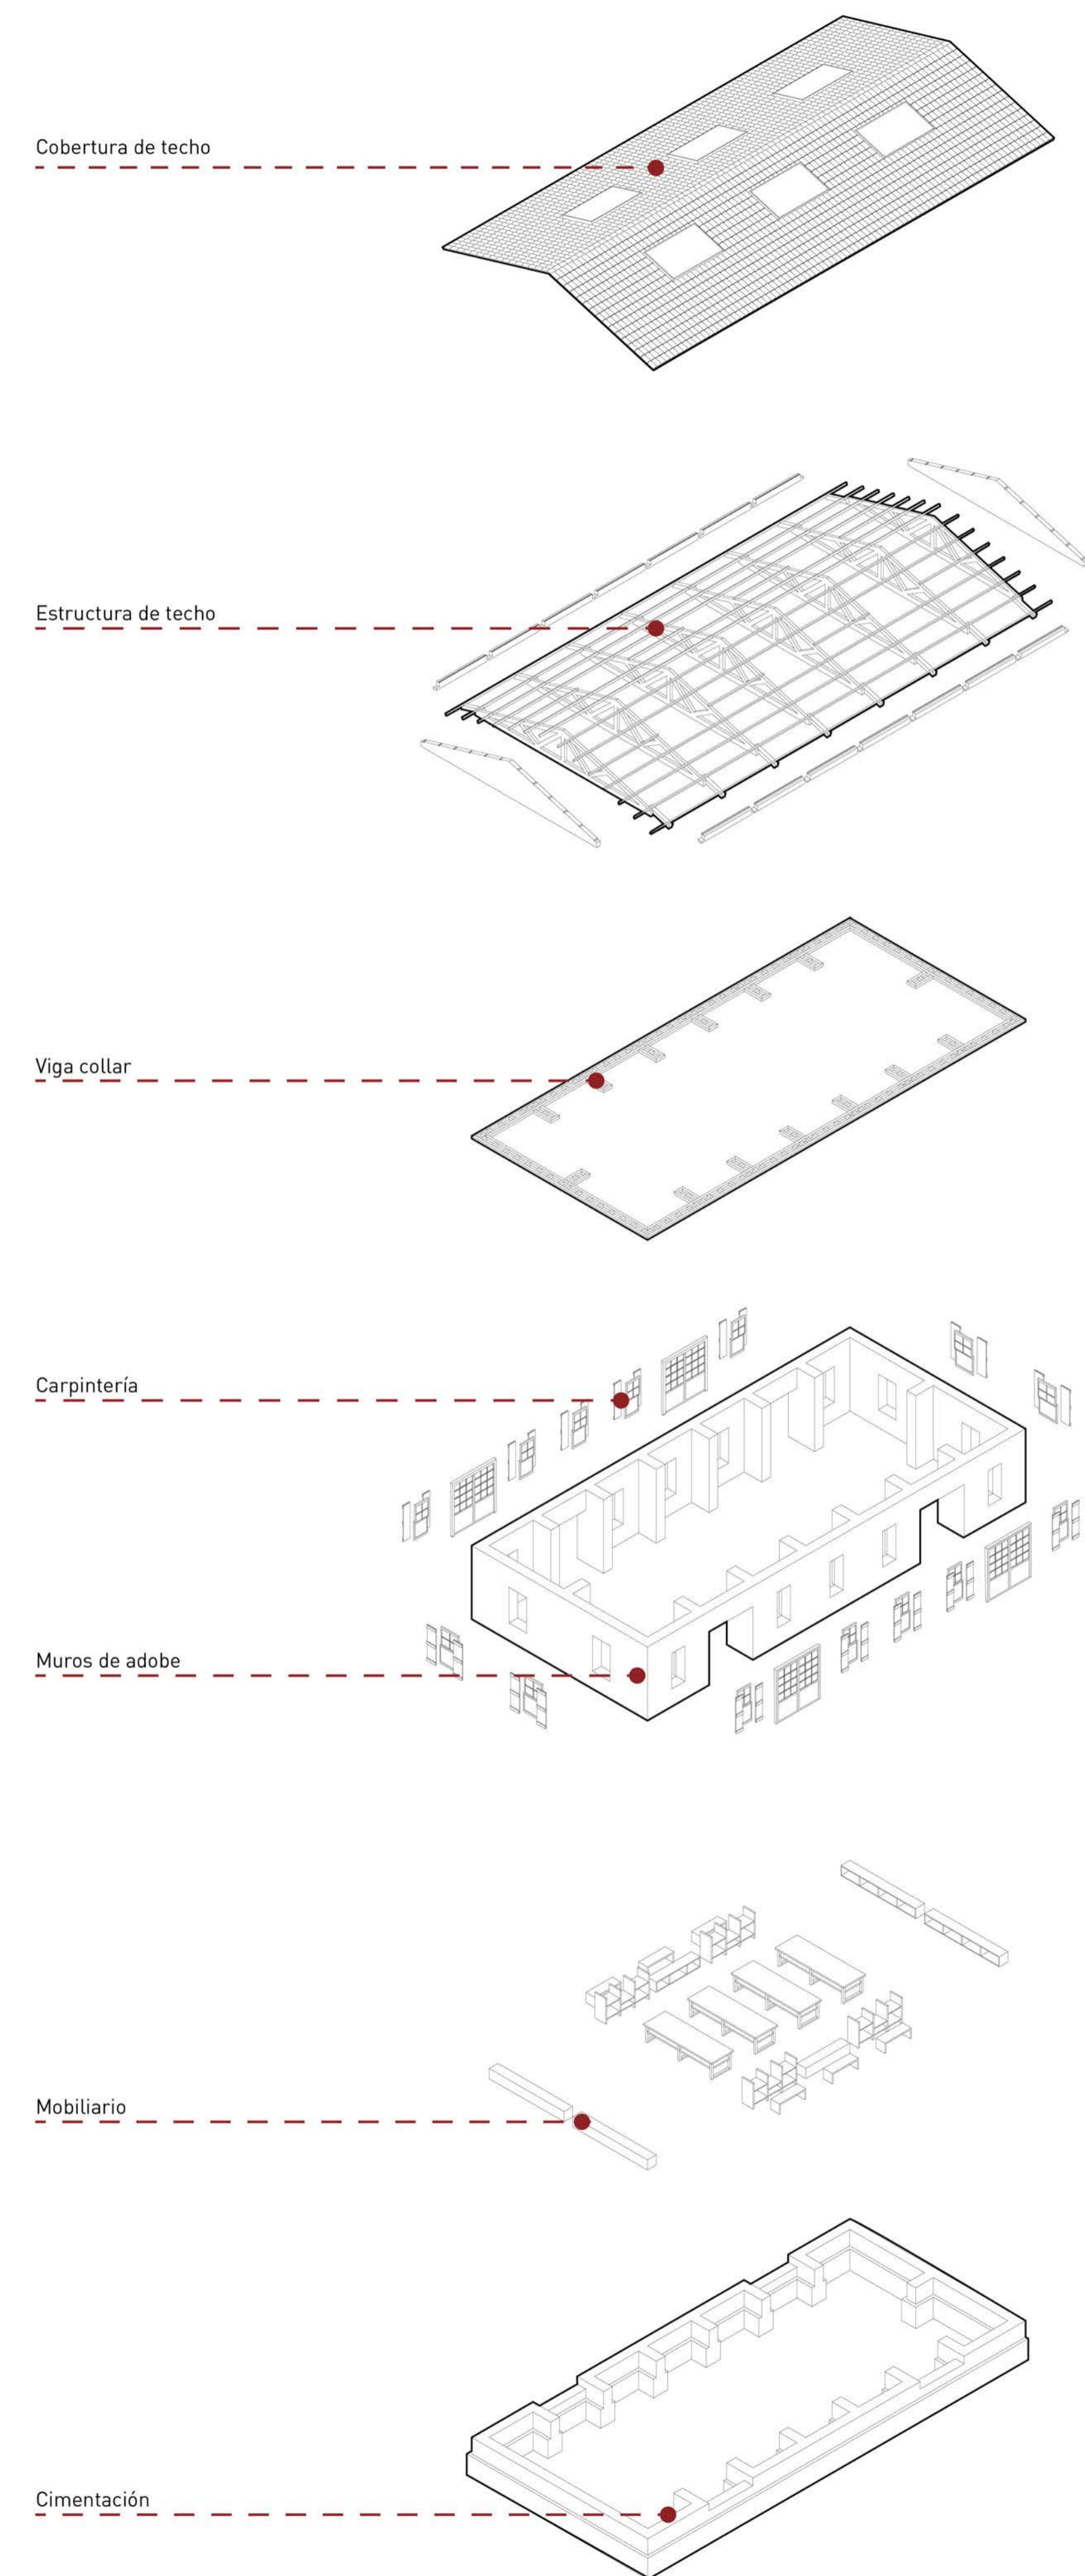 Cobertura de techo
Estructura de techo
Viga collar
Carpintería
Muros de adobe
Mobiliario
Cimentación